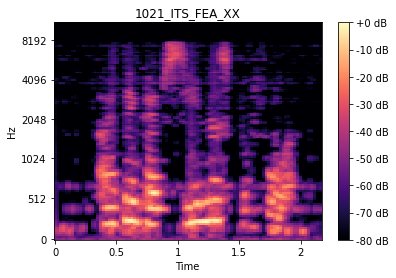 1021_ITS_FEA_XX
8192
4096
2048
1024
512
0
Hz
0
0.5
1
1.5
2
Time
+0 dB
-10 dB
-20 dB
-30 dB
-40 dB
-50 dB
-60 dB
-70 dB
-80 dB